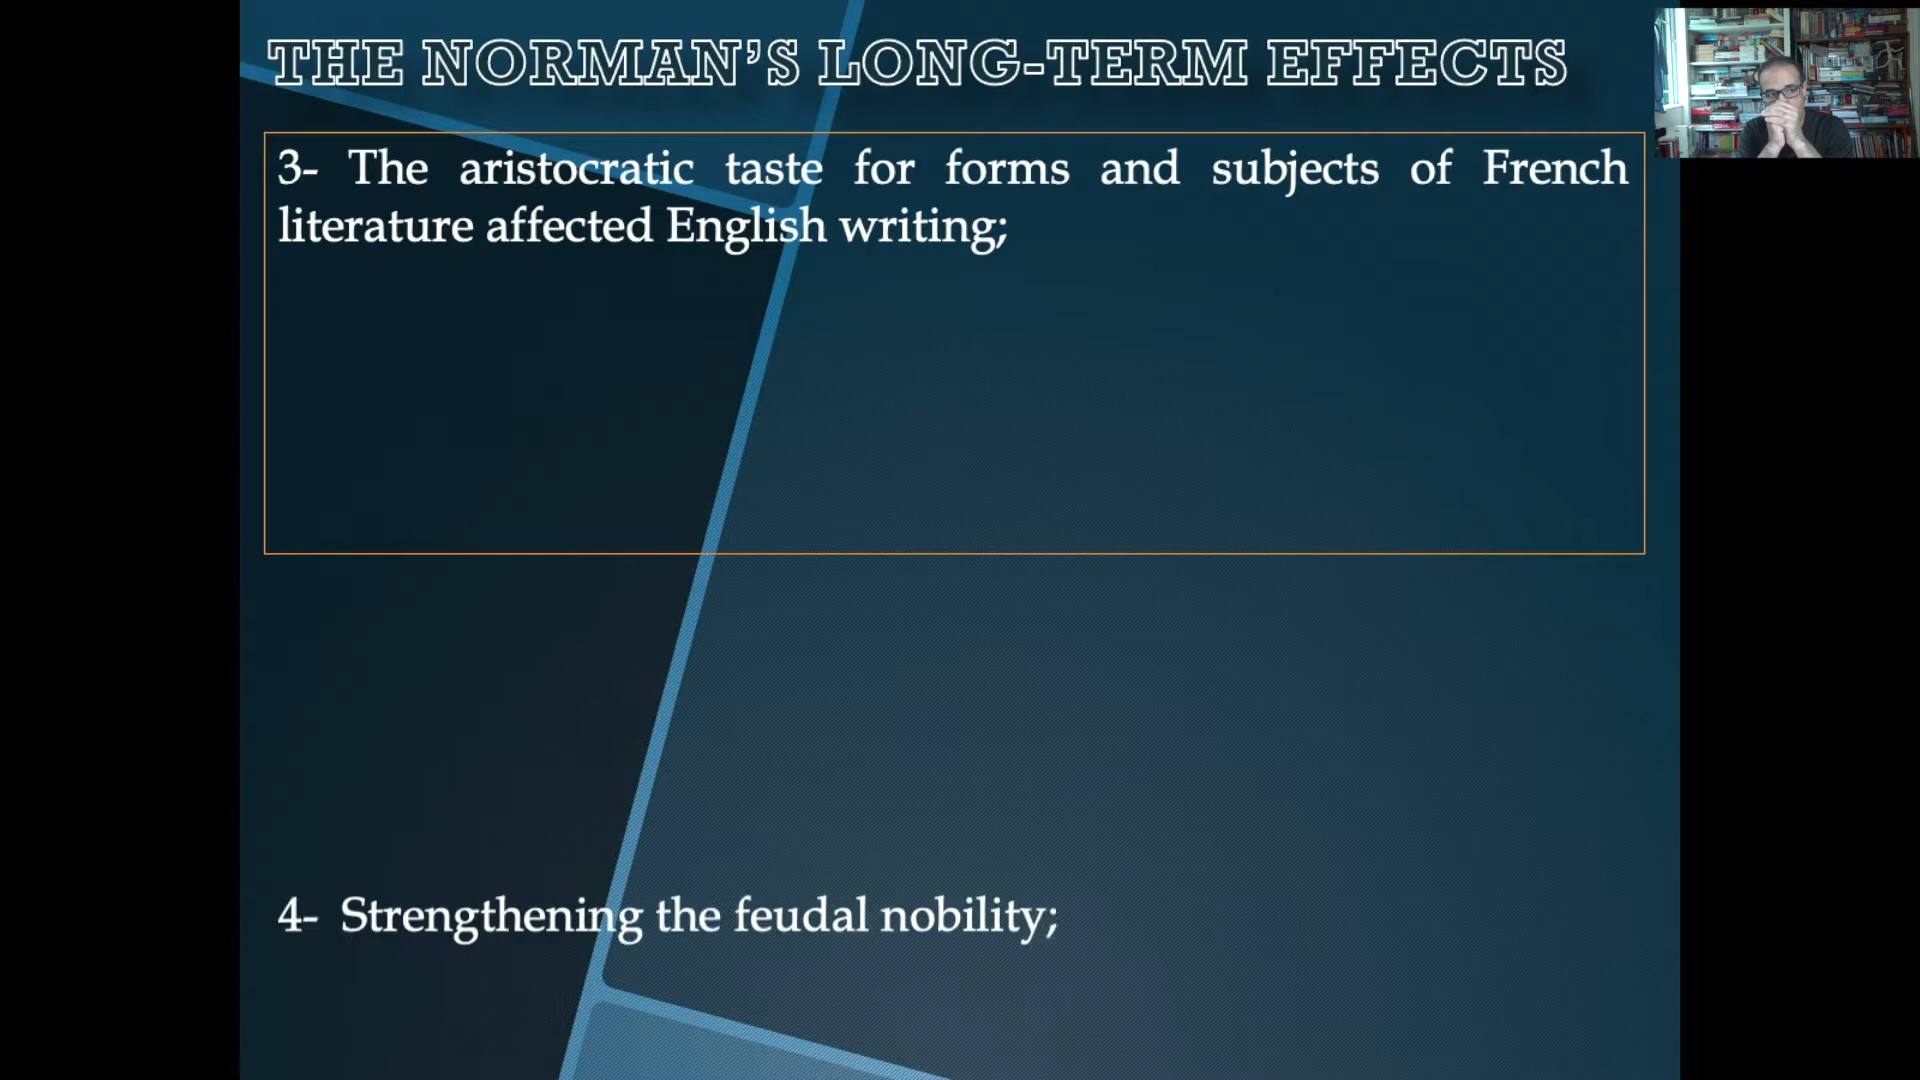 THE NORMAN’S LONG-TERM EFFECTS
3- The aristocratic taste for forms and subjects of French
literature affected English writing;
4- Strengthening the feudal nobility;